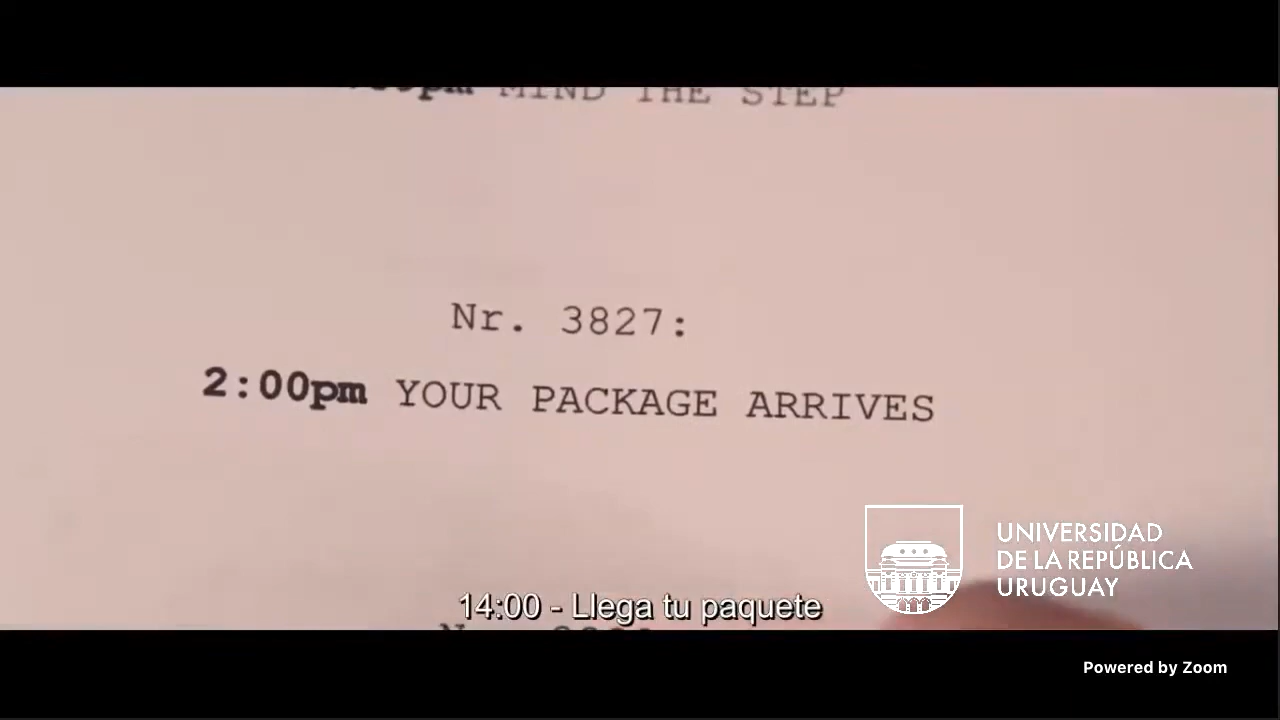 MIND THE STEP
Nr. 3827:
2:00pm YOUR PACKAGE ARRIVES
UNIVERSIDAD
DE LA REPÚBLICA
URUGUAY
14:00 - Llega tu paquete
Powered by Zoom